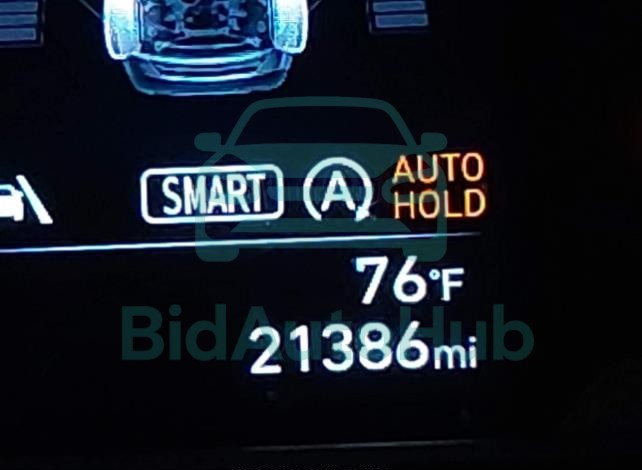 SMART A AUTO HOLD
76°F
BidAutoHub
21386mi